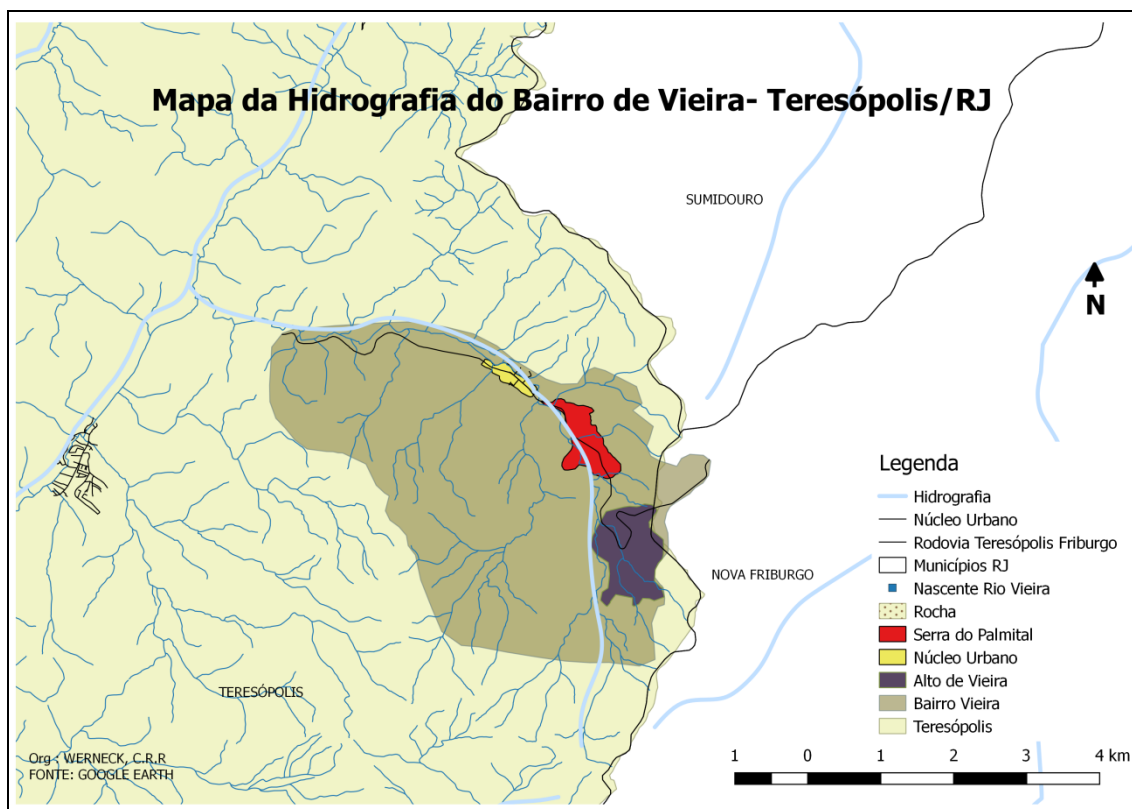 Mapa da Hidrografia do Bairro de Vieira- Teresópolis/RJ
SUMIDOURO
N
NOVA FRIBURGO
TERESÓPOLIS
Legenda
Hidrografia
Núcleo Urbano
Rodovia Teresópolis Friburgo
Municípios RJ
Nascente Rio Vieira
Rocha
Serra do Palmital
Núcleo Urbano
Alto de Vieira
Bairro Vieira
Teresópolis
Org : WERNECK, C.R.R
FONTE: GOOGLE EARTH
1 0 1 2 3 4 km